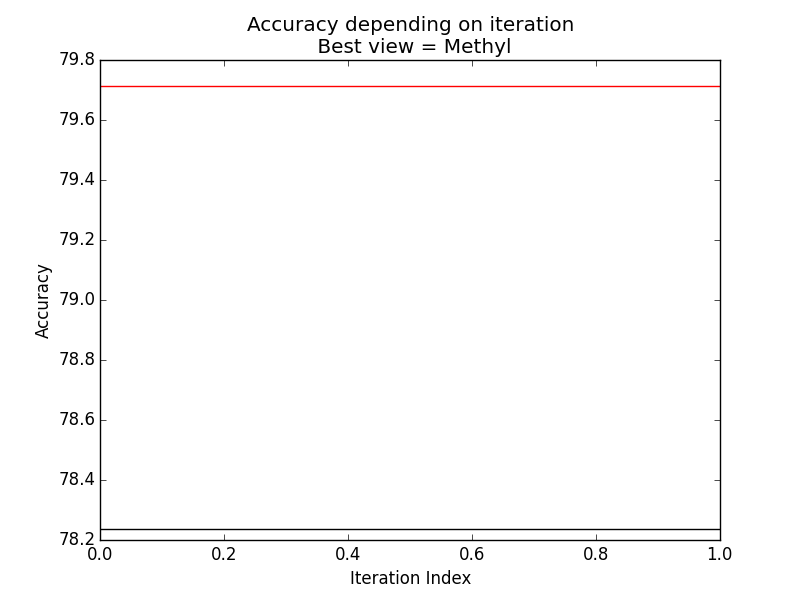 Accuracy depending on iteration
Best view = Methyl
79.8
79.6
79.4
79.2
79.0
78.8
78.6
78.4
78.2
Accuracy
0.0 0.2 0.4 0.6 0.8 1.0
Iteration Index